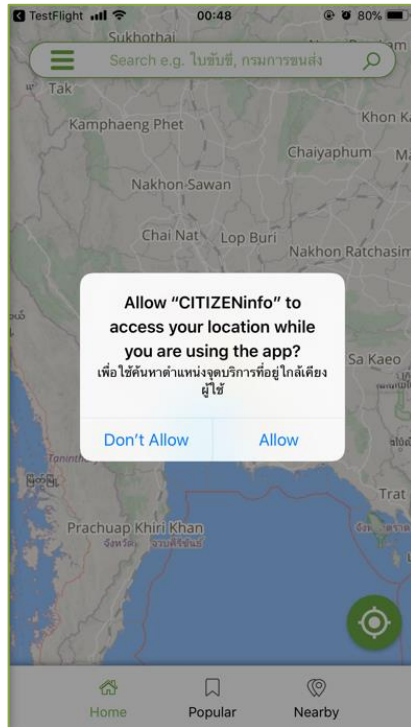 TestFlight 00:48 80%
Sukhothai
Search e.g. ใบขับขี่, กรมการขนส่ง
Tak
Kamphaeng Phet
Khon Ka
Chaiyaphum
Ma
Nakhon Sawan
Chai Nat
Lop Buri
Nakhon Ratchasim
Allow “CITIZENinfo” to
access your location while
you are using the app?
เพื่อใช้ค้นหาตำแหน่งจุดบริการที่อยู่ใกล้เคียง
ผู้ใช้
Don’t Allow
Allow
Sa Kaeo
Trat
Prachuap Khiri Khan
Home
Popular
Nearby